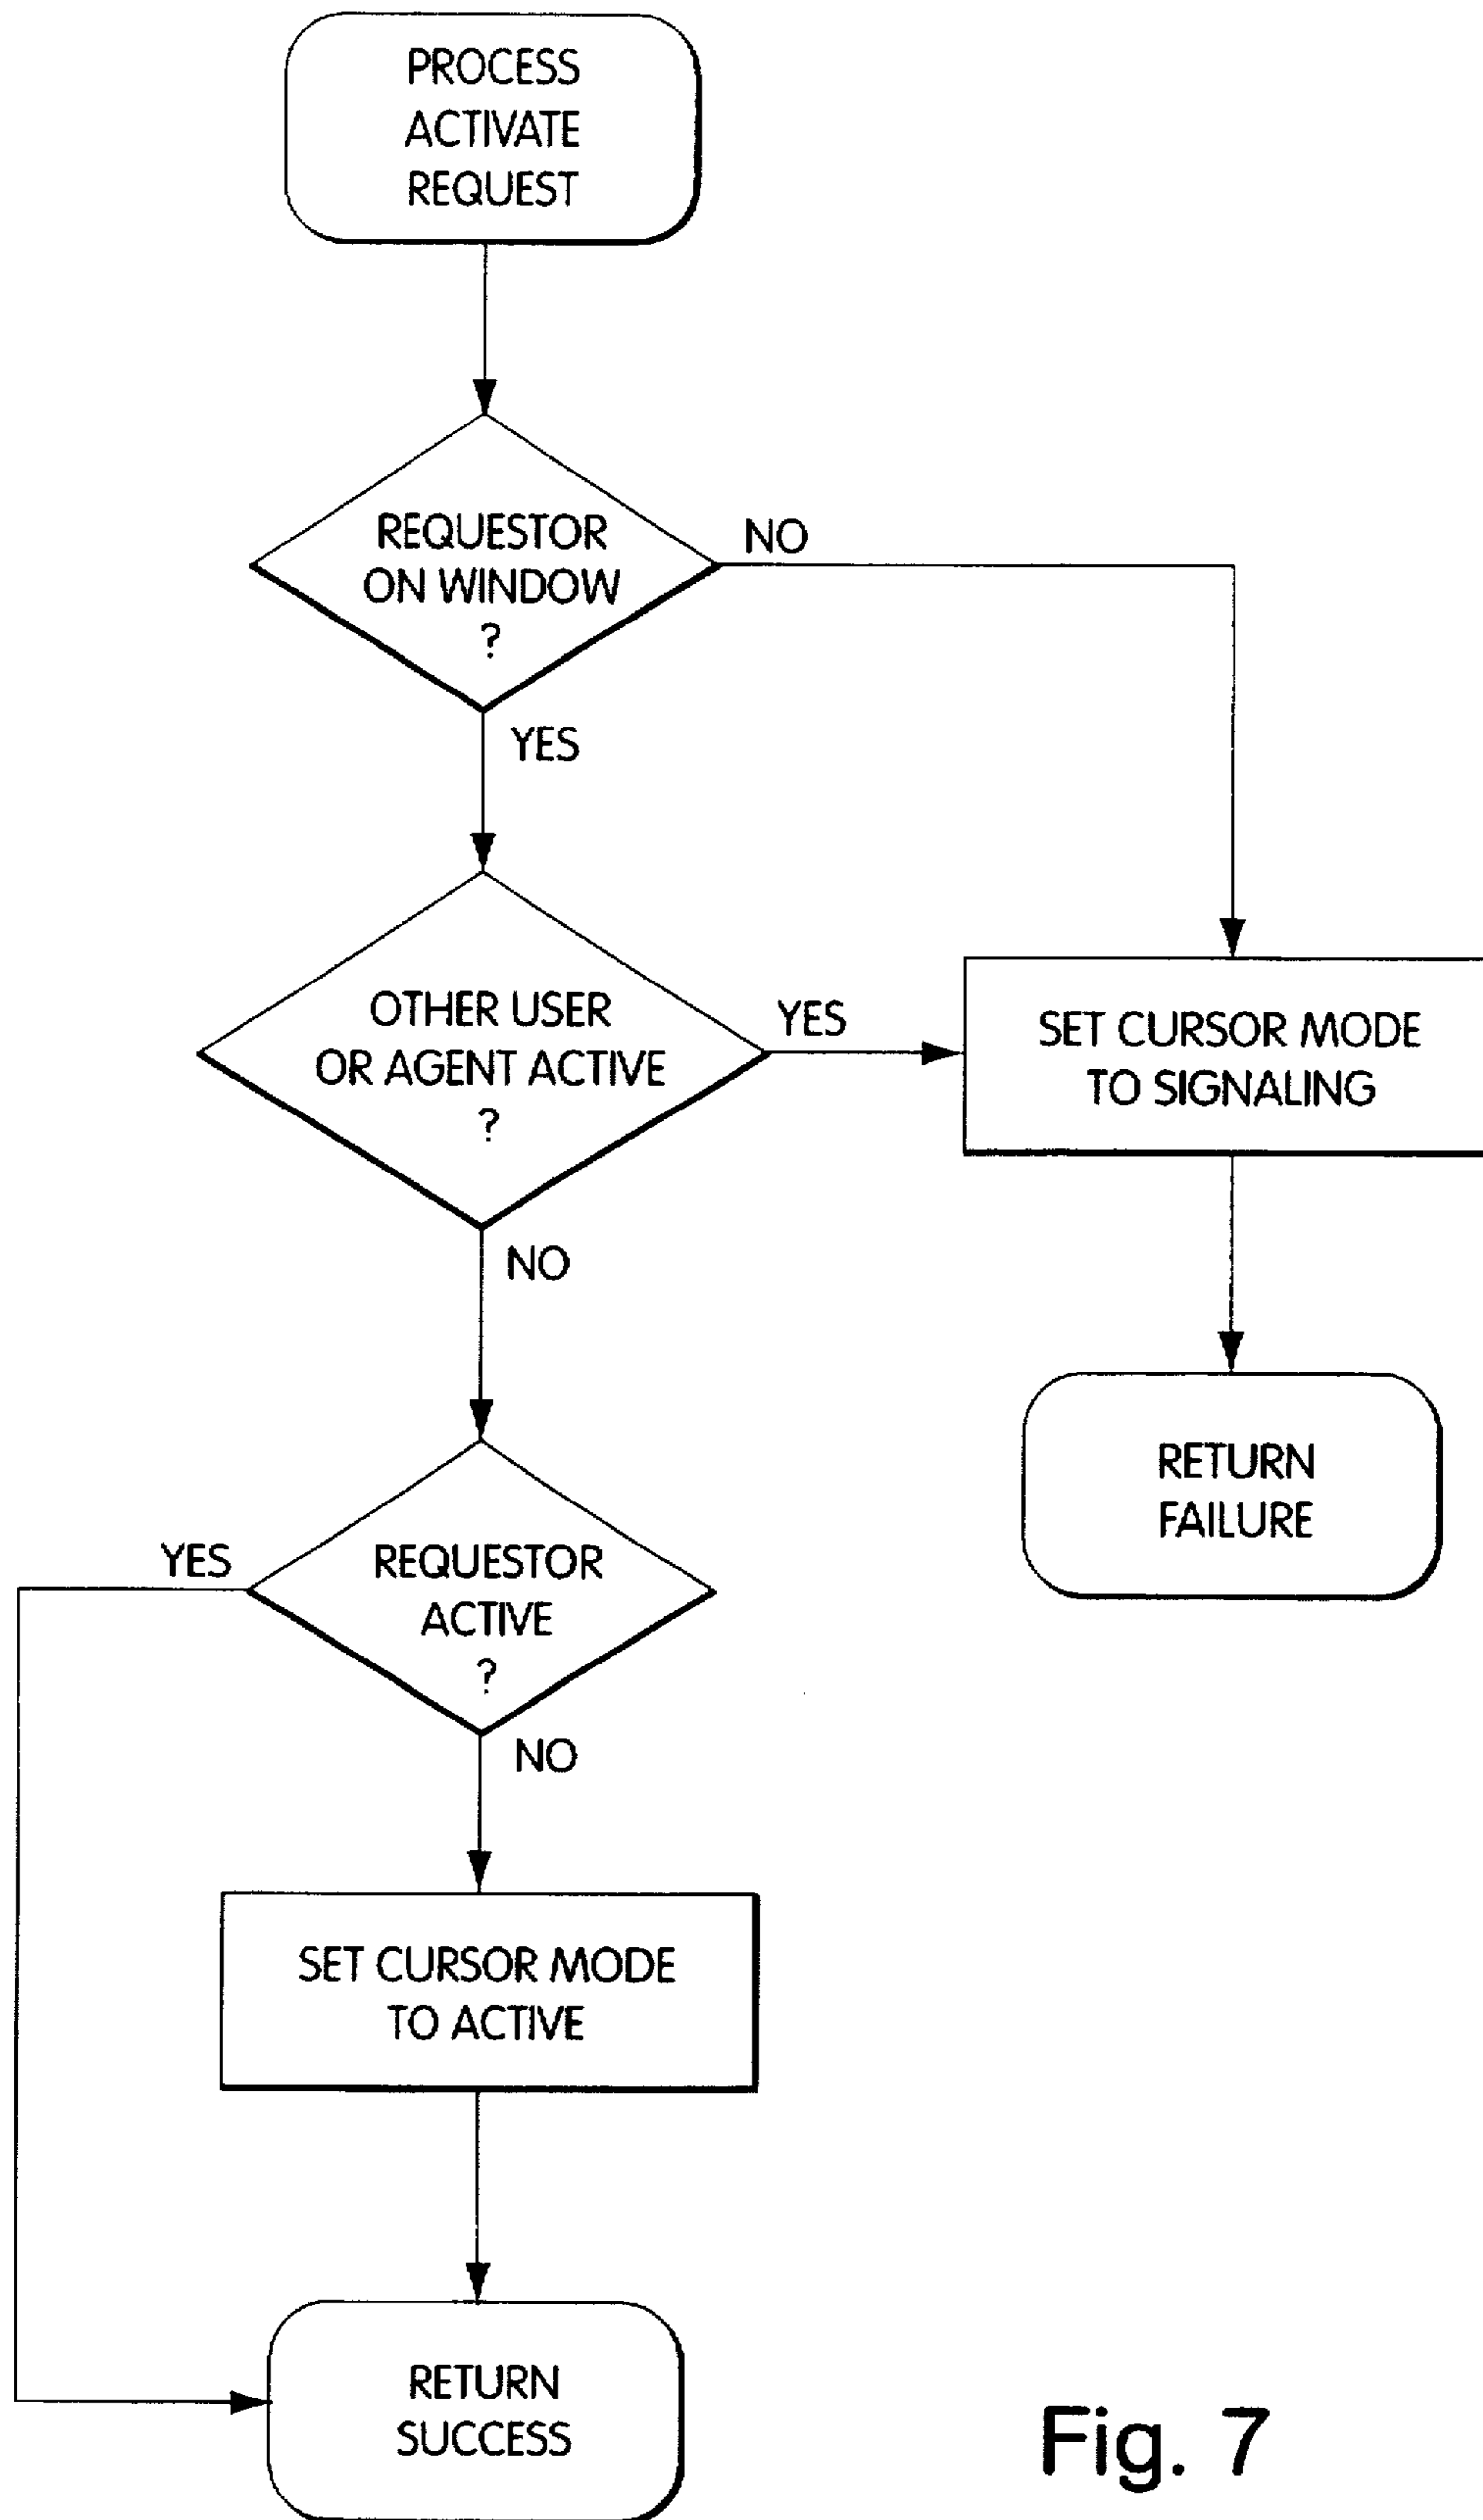 PROCESS
ACTIVATE
REQUEST
REQUESTOR
ON WINDOW
?
NO
YES
OTHER USER
OR AGENT ACTIVE
?
YES
SET CURSOR MODE
TO SIGNALING
NO
RETURN
FAILURE
YES
REQUESTOR
ACTIVE
?
NO
SET CURSOR MODE
TO ACTIVE
RETURN
SUCCESS
Fig. 7